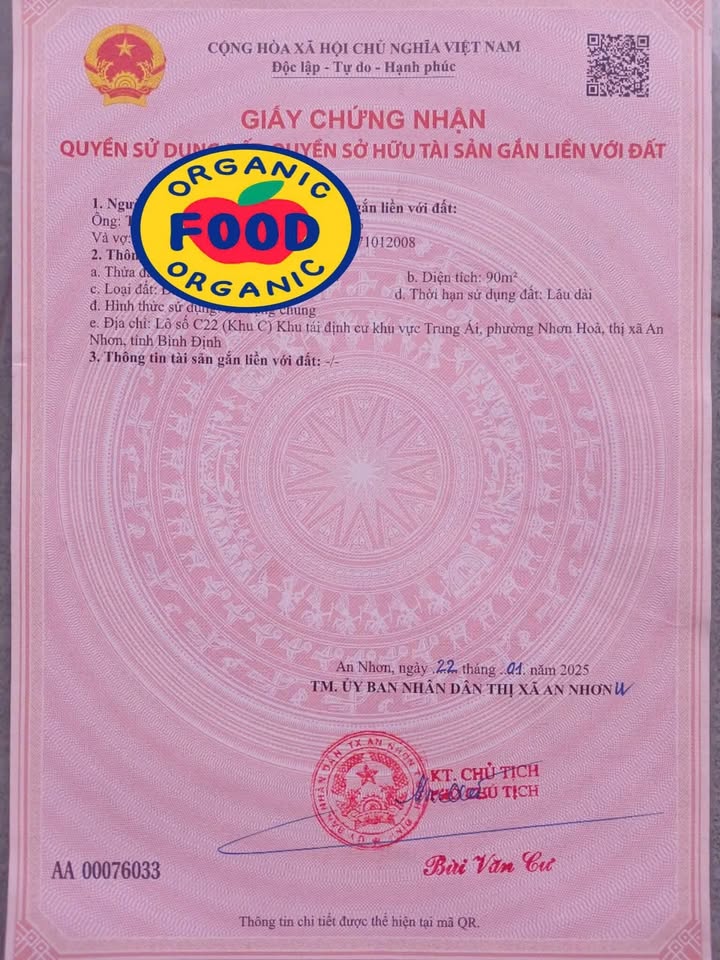 CỘNG HÒA XÃ HỘI CHỦ NGHĨA VIỆT NAM
Độc lập - Tự do - Hạnh phúc
GIẤY CHỨNG NHẬN
QUYỀN SỬ DỤNG QUYỀN SỞ HỮU TÀI SẢN GẮN LIỀN VỚI ĐẤT
ORGANIC
FOOD
ORGANIC
1. gắn liền với đất:
Ông:
Và vợ: 71012008
2.
a. Thửa b. Diện tích: 90m²
c. Loại đất: d. Thời hạn sử dụng đất: Lâu dài
đ. Hình thức sử dụng: chung
e. Địa chỉ: Lô số C22 (Khu C) Khu tái định cư khu vực Trung Ái, phường Nhơn Hoà, thị xã An
Nhơn, tỉnh Bình Định
3. Thông tin tài sản gắn liền với đất: -/-
An Nhơn, ngày .22. tháng ..01. năm 2025
TM. ỦY BAN NHÂN DÂN THỊ XÃ AN NHƠN
KT. CHỦ TỊCH
CHỦ TỊCH
AA 00076033
Bùi Văn Cư
Thông tin chi tiết được thể hiện tại mã QR.